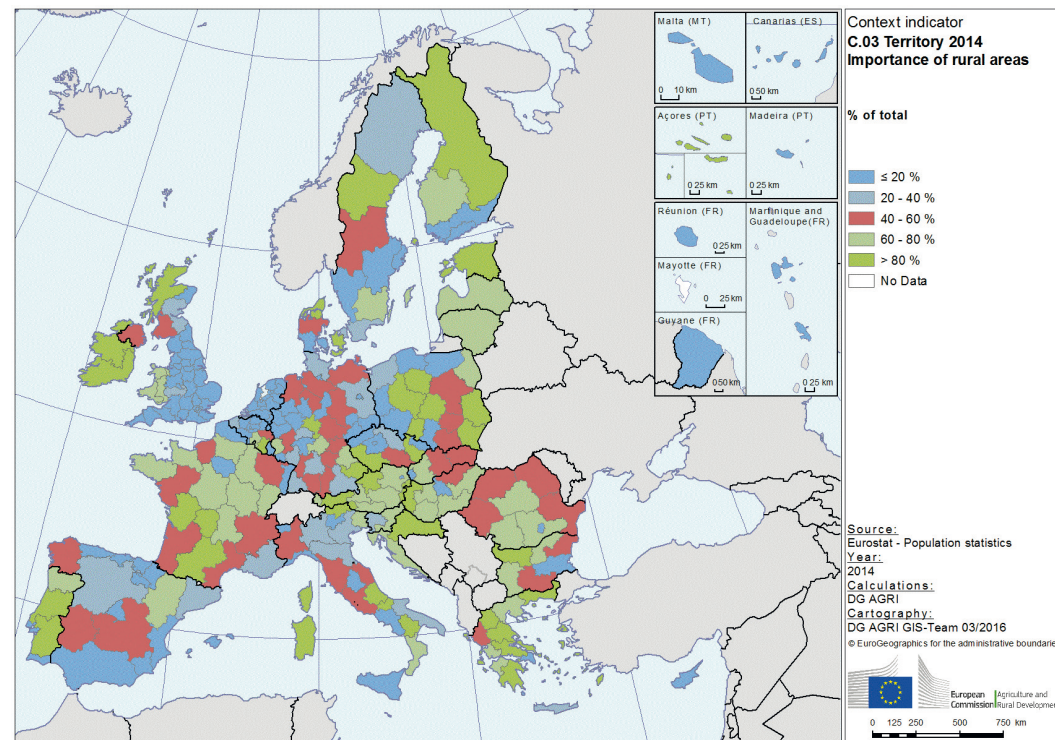 Malta (MT)
0 10 km
Canarias (ES)
0 50 km
Açores (PT)
0 25 km
Madeira (PT)
0 25 km
Réunion (FR)
0 25 km
Martinique and
Guadeloupe(FR)
0 25 km
Mayotte (FR)
0 25 km
Guyane (FR)
0 50 km
Context indicator
C.03 Territory 2014
Importance of rural areas
% of total
≤ 20 %
20 - 40 %
40 - 60 %
60 - 80 %
> 80 %
No Data
Source:
Eurostat - Population statistics
Year:
2014
Calculations:
DG AGRI
Cartography:
DG AGRI GIS-Team 03/2016
© EuroGeographics for the administrative boundarie
European
Commission
Agriculture and
Rural Developme
0 125 250 500 750 km